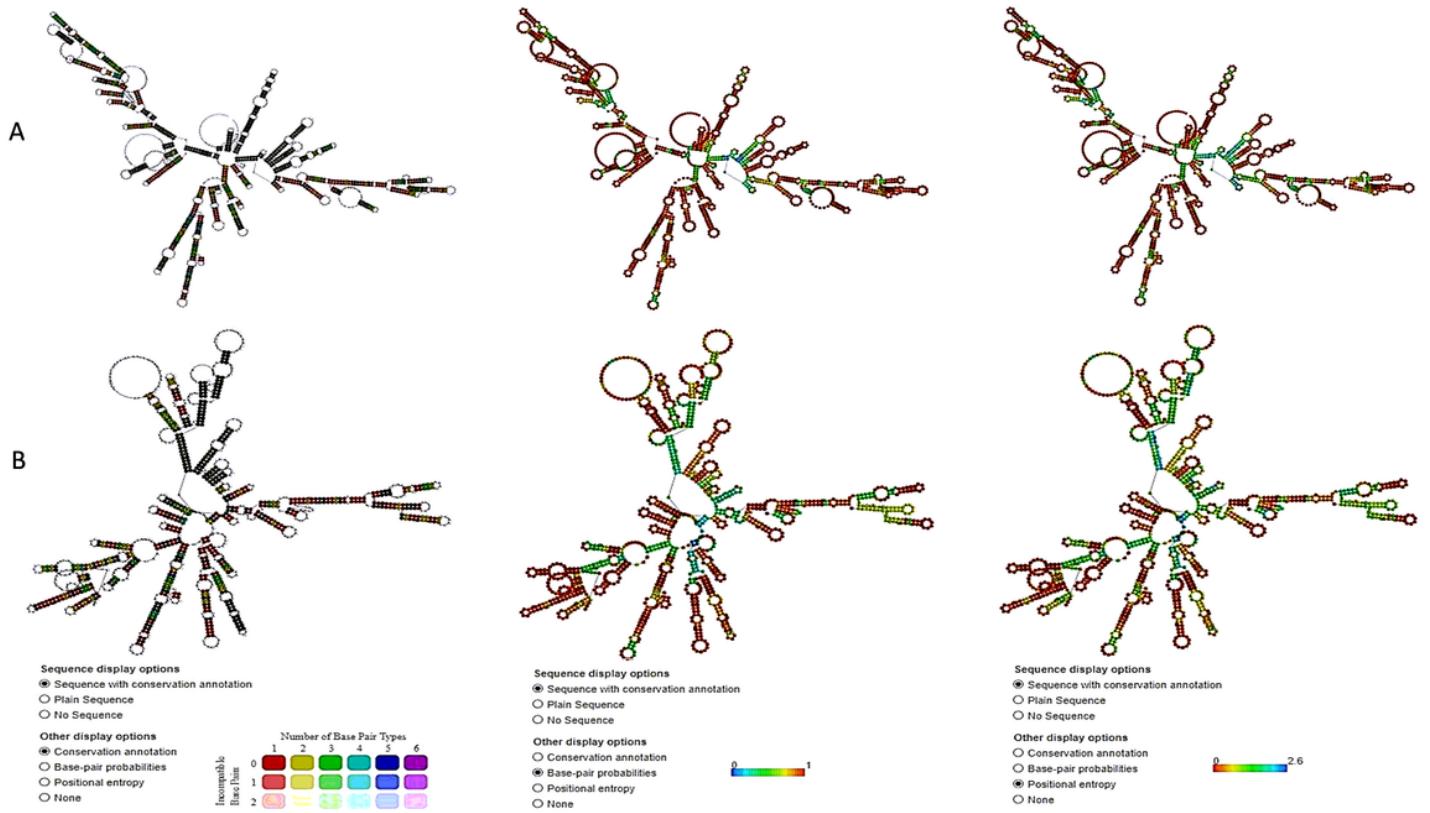 A
B
Sequence display options
Sequence with conservation annotation
Plain Sequence
No Sequence
Other display options
Conservation annotation
Base-pair probabilities
Positional entropy
None
Number of Base Pair Types
1 2 3 4 5 6
Incompatible
Base Pairs
0
1
2
Sequence display options
Sequence with conservation annotation
Plain Sequence
No Sequence
Other display options
Conservation annotation
Base-pair probabilities
Positional entropy
None
0 1
Sequence display options
Sequence with conservation annotation
Plain Sequence
No Sequence
Other display options
Conservation annotation
Base-pair probabilities
Positional entropy
None
0 2.6